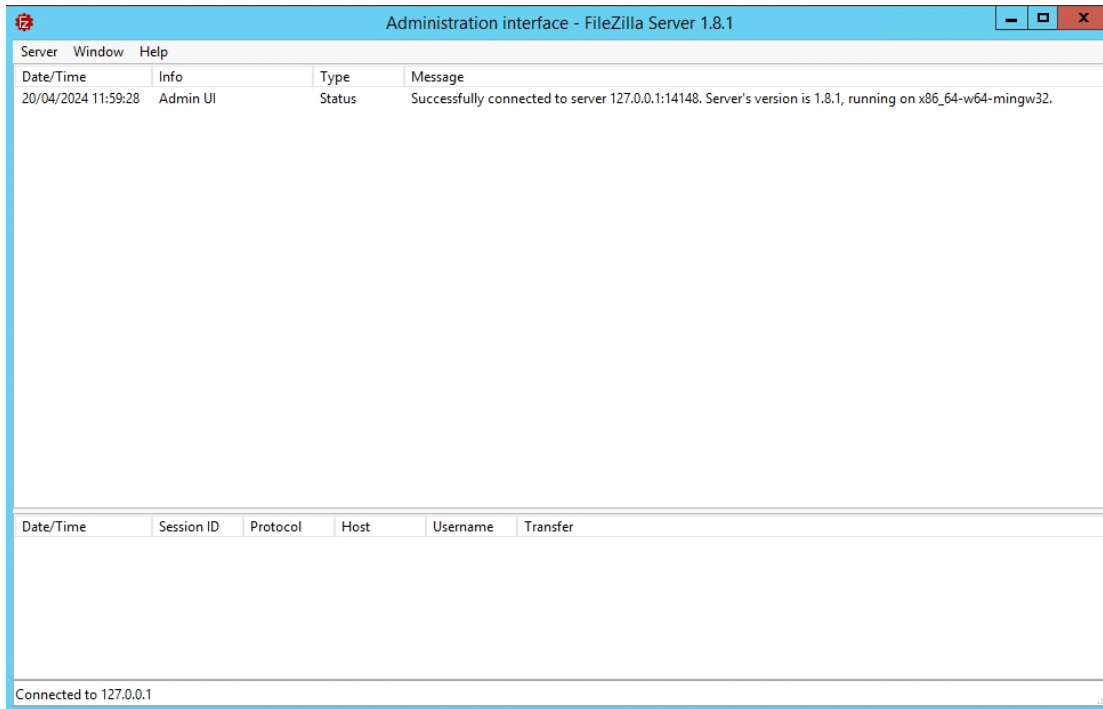 Administration interface - FileZilla Server 1.8.1
Server Window Help
Date/Time Info Type Message
20/04/2024 11:59:28 Admin UI Status Successfully connected to server 127.0.0.1:14148. Server's version is 1.8.1, running on x86_64-w64-mingw32.
Date/Time Session ID Protocol Host Username Transfer
Connected to 127.0.0.1